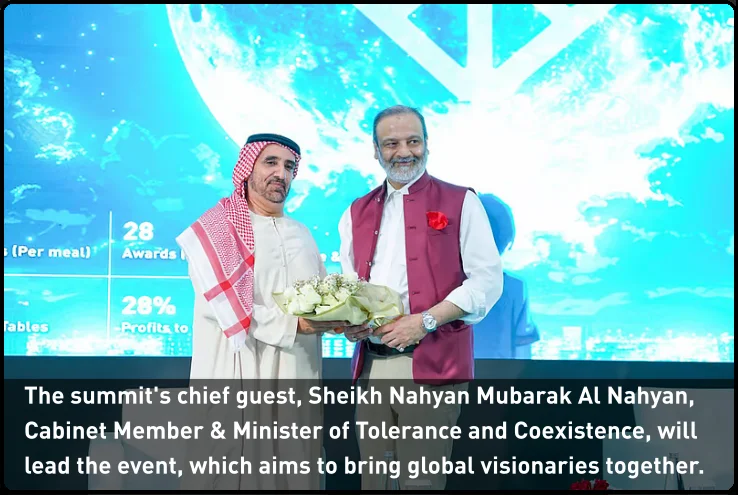 (Per meal)
28
Awards
&
Tables
28%
Profits to
The summit's chief guest, Sheikh Nahyan Mubarak Al Nahyan,
Cabinet Member & Minister of Tolerance and Coexistence, will
lead the event, which aims to bring global visionaries together.